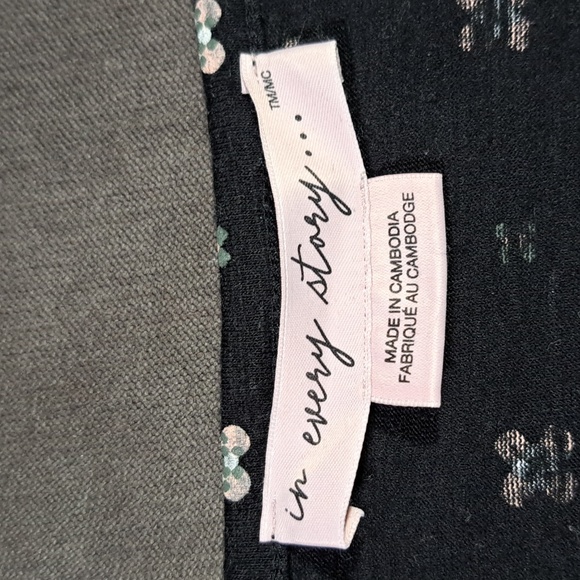 in every story....
TM/MC
MADE IN CAMBODIA
FABRIQUÉ AU CAMBODGE